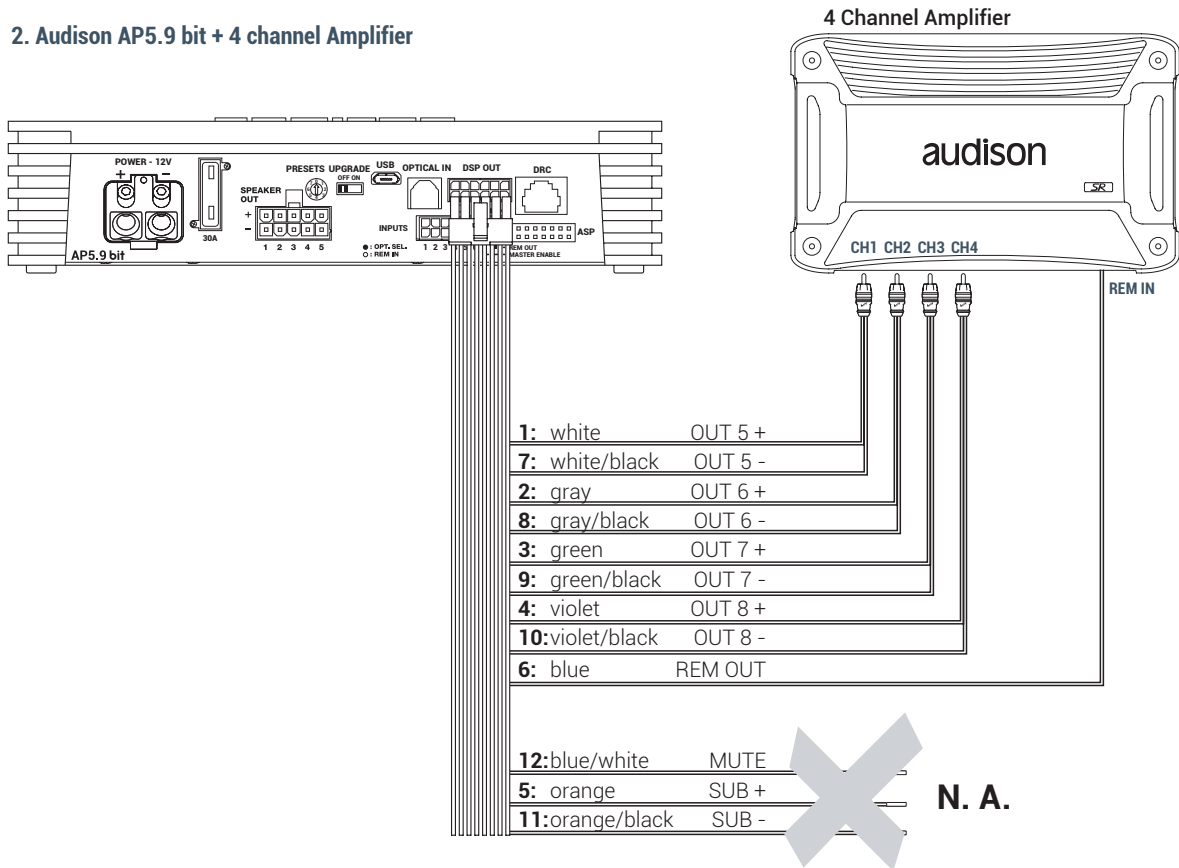 4 Channel Amplifier
2. Audison AP5.9 bit + 4 channel Amplifier
POWER - 12V
+ -
30A
PRESETS UPGRADE USB OPTICAL IN DSP OUT DRC
OFF ON
SPEAKER
OUT
+
-
1 2 3 4 5
INPUTS
1 2 3
ASP
● : OPT. SEL.
○ : REM IN
REM OUT
MASTER ENABLE
AP5.9 bit
audison
SR
CH1 CH2 CH3 CH4
REM IN
1: white OUT 5 +
7: white/black OUT 5 -
2: gray OUT 6 +
8: gray/black OUT 6 -
3: green OUT 7 +
9: green/black OUT 7 -
4: violet OUT 8 +
10: violet/black OUT 8 -
6: blue REM OUT
12: blue/white MUTE
5: orange SUB +
11: orange/black SUB -
N. A.